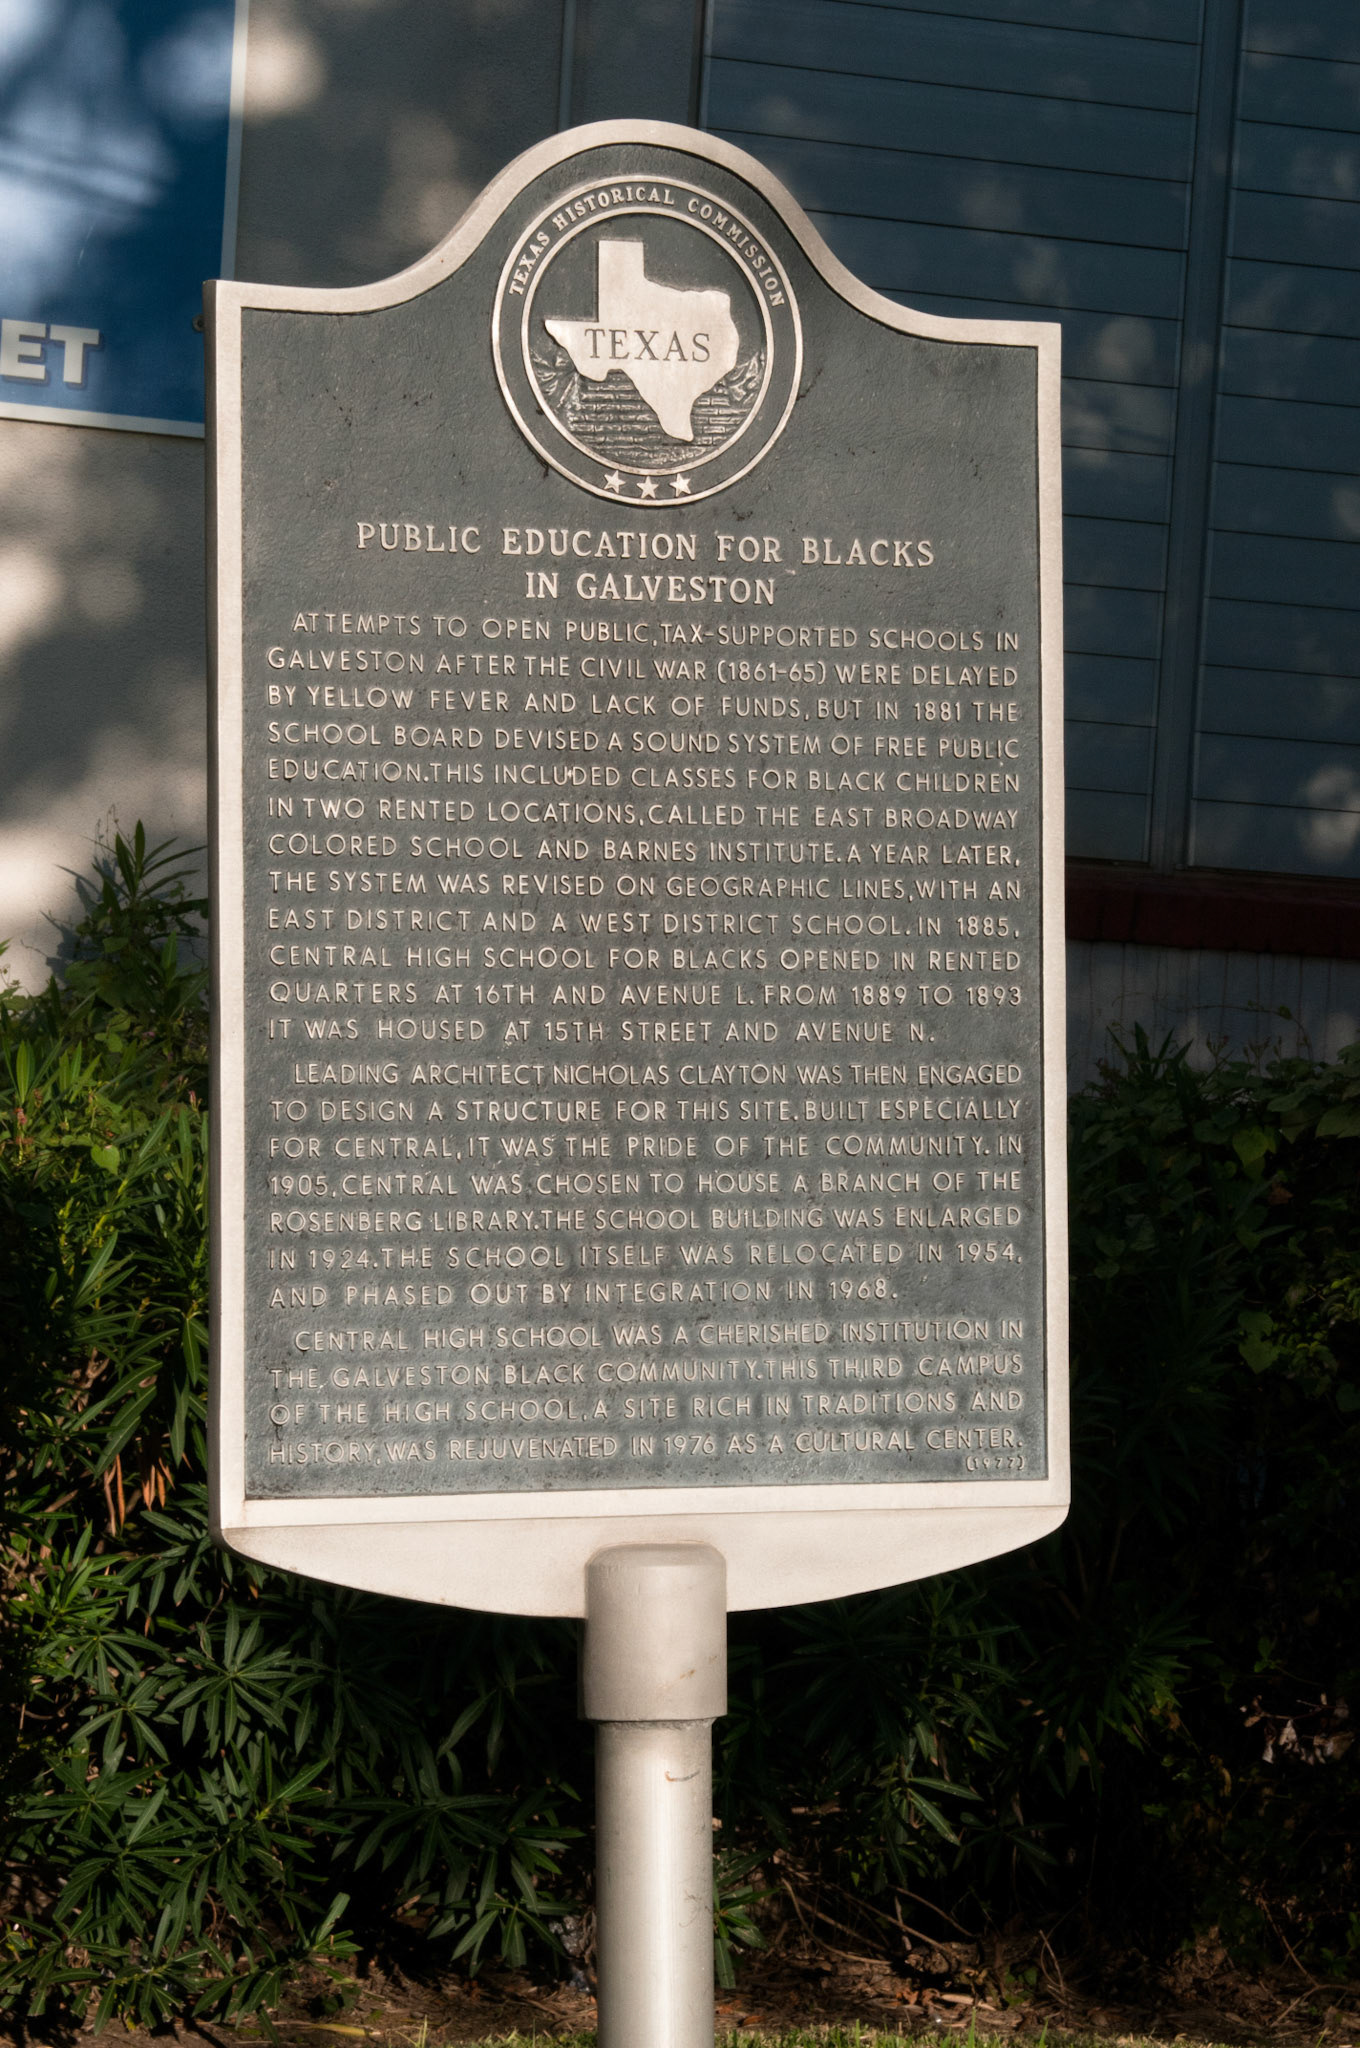 ET
TEXAS HISTORICAL COMMISSION
TEXAS
PUBLIC EDUCATION FOR BLACKS
IN GALVESTON
ATTEMPTS TO OPEN PUBLIC, TAX-SUPPORTED SCHOOLS IN
GALVESTON AFTER THE CIVIL WAR (1861-65) WERE DELAYED
BY YELLOW FEVER AND LACK OF FUNDS, BUT IN 1881 THE
SCHOOL BOARD DEVISED A SOUND SYSTEM OF FREE PUBLIC
EDUCATION. THIS INCLUDED CLASSES FOR BLACK CHILDREN
IN TWO RENTED LOCATIONS, CALLED THE EAST BROADWAY
COLORED SCHOOL AND BARNES INSTITUTE. A YEAR LATER,
THE SYSTEM WAS REVISED ON GEOGRAPHIC LINES, WITH AN
EAST DISTRICT AND A WEST DISTRICT SCHOOL. IN 1885,
CENTRAL HIGH SCHOOL FOR BLACKS OPENED IN RENTED
QUARTERS AT 16TH AND AVENUE L. FROM 1889 TO 1893
IT WAS HOUSED AT 15TH STREET AND AVENUE N.
LEADING ARCHITECT NICHOLAS CLAYTON WAS THEN ENGAGED
TO DESIGN A STRUCTURE FOR THIS SITE. BUILT ESPECIALLY
FOR CENTRAL, IT WAS THE PRIDE OF THE COMMUNITY. IN
1905, CENTRAL WAS CHOSEN TO HOUSE A BRANCH OF THE
ROSENBERG LIBRARY. THE SCHOOL BUILDING WAS ENLARGED
IN 1924. THE SCHOOL ITSELF WAS RELOCATED IN 1954,
AND PHASED OUT BY INTEGRATION IN 1968.
CENTRAL HIGH SCHOOL WAS A CHERISHED INSTITUTION IN
THE GALVESTON BLACK COMMUNITY. THIS THIRD CAMPUS
OF THE HIGH SCHOOL, A SITE RICH IN TRADITIONS AND
HISTORY, WAS REJUVENATED IN 1976 AS A CULTURAL CENTER.
(1977)